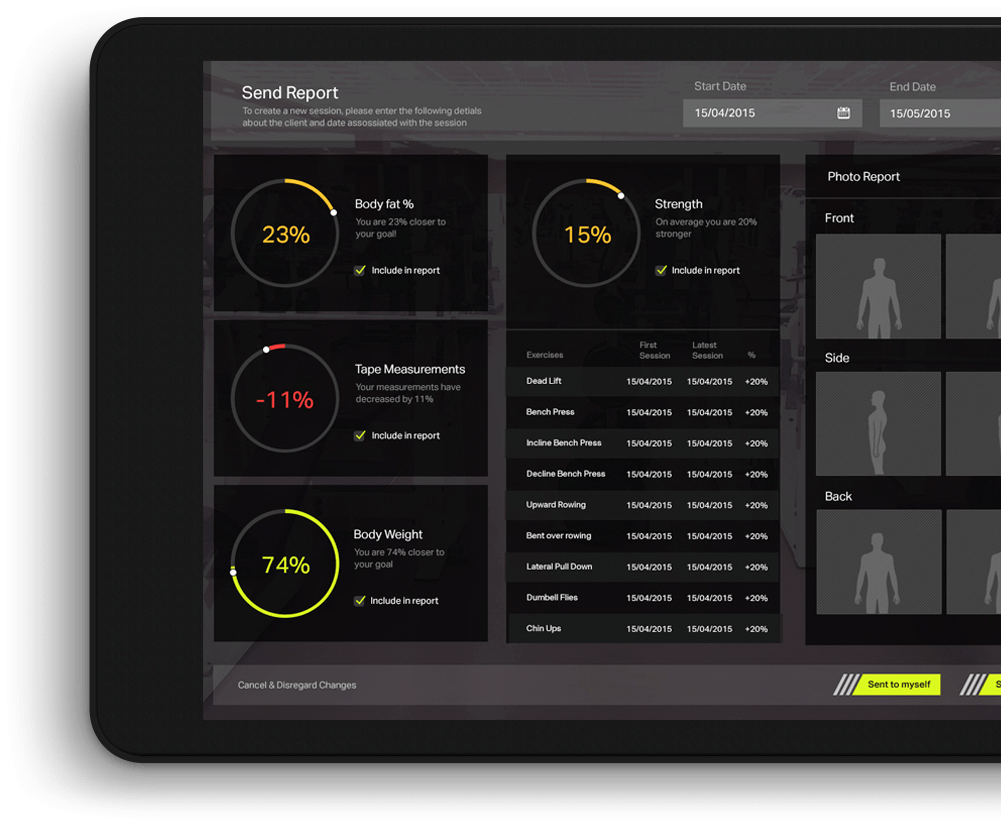 Send Report
To create a new session, please enter the following detials
about the client and date assossiated with the session
Start Date
15/04/2015
End Date
15/05/2015
23%
Body fat %
You are 23% closer to
your goal!
Include in report
-11%
Tape Measurements
Your measurements have
decreased by 11%
Include in report
74%
Body Weight
You are 74% closer to
your goal
Include in report
15%
Strength
On average you are 20%
stronger
Include in report
Exercises First Session Latest Session %
Dead Lift 15/04/2015 15/04/2015 +20%
Bench Press 15/04/2015 15/04/2015 +20%
Incline Bench Press 15/04/2015 15/04/2015 +20%
Decline Bench Press 15/04/2015 15/04/2015 +20%
Upward Rowing 15/04/2015 15/04/2015 +20%
Bent over rowing 15/04/2015 15/04/2015 +20%
Lateral Pull Down 15/04/2015 15/04/2015 +20%
Dumbell Flies 15/04/2015 15/04/2015 +20%
Chin Ups 15/04/2015 15/04/2015 +20%
Photo Report
Front
Side
Back
Cancel & Disregard Changes
Sent to myself